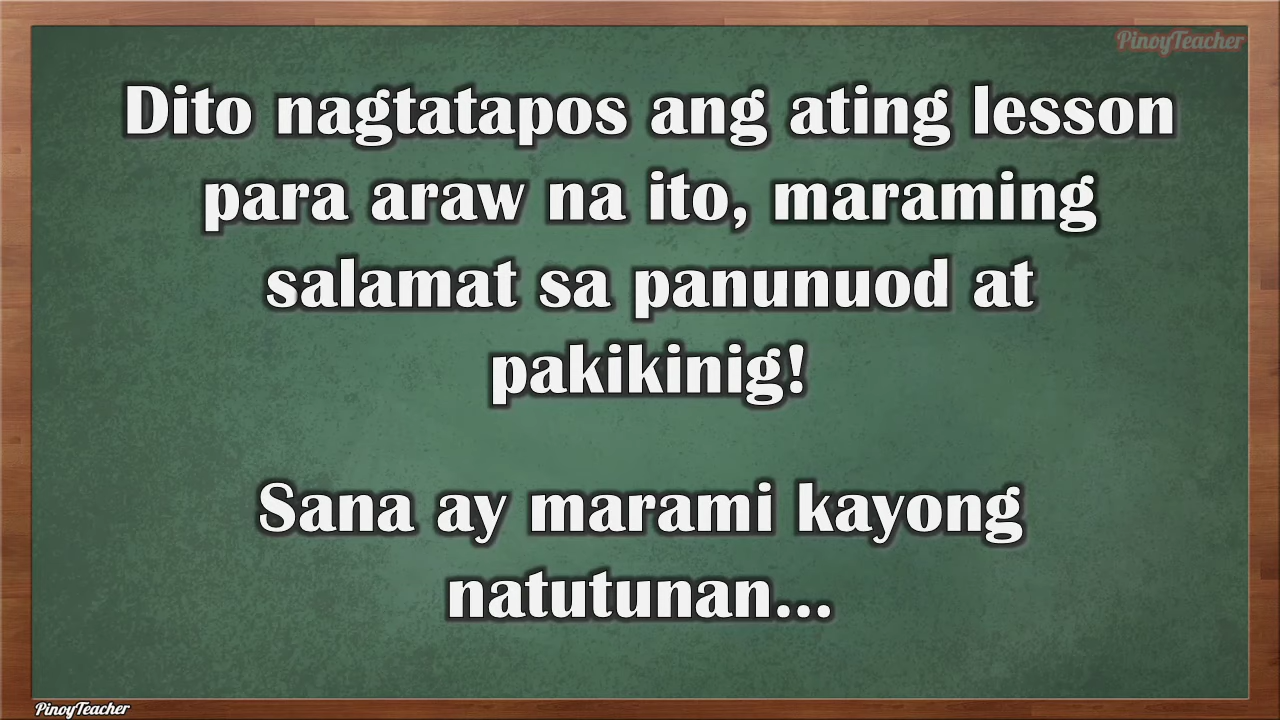 PinoyTeacher
Dito nagtatapos ang ating lesson
para araw na ito, maraming
salamat sa panunuod at
pakikinig!
Sana ay marami kayong
natutunan...
PinoyTeacher